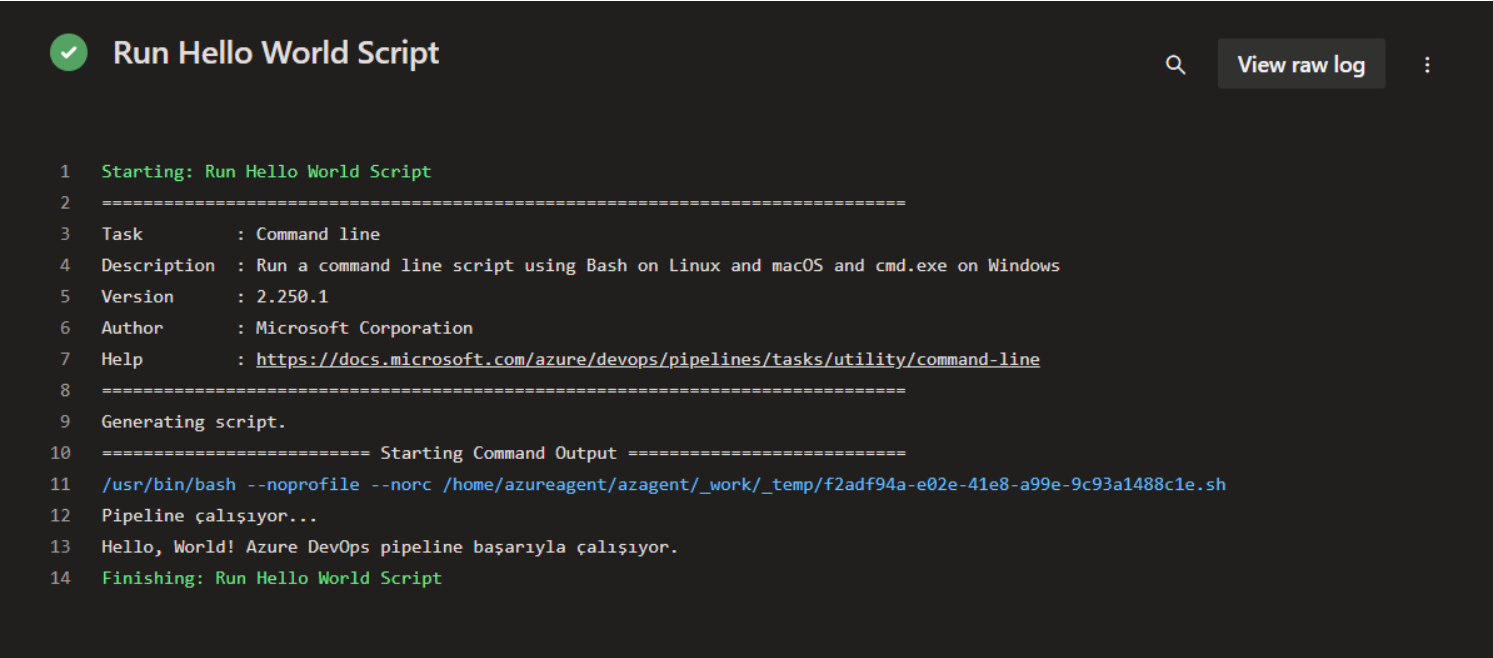 Run Hello World Script
View raw log
1 Starting: Run Hello World Script
2 ==============================================================================
3 Task         : Command line
4 Description  : Run a command line script using Bash on Linux and macOS and cmd.exe on Windows
5 Version      : 2.250.1
6 Author       : Microsoft Corporation
7 Help         : https://docs.microsoft.com/azure/devops/pipelines/tasks/utility/command-line
8 ==============================================================================
9 Generating script.
10 ========================== Starting Command Output ===========================
11 /usr/bin/bash --noprofile --norc /home/azureagent/azagent/_work/_temp/f2adf94a-e02e-41e8-a99e-9c93a1488c1e.sh
12 Pipeline çalışıyor...
13 Hello, World! Azure DevOps pipeline başarıyla çalışıyor.
14 Finishing: Run Hello World Script